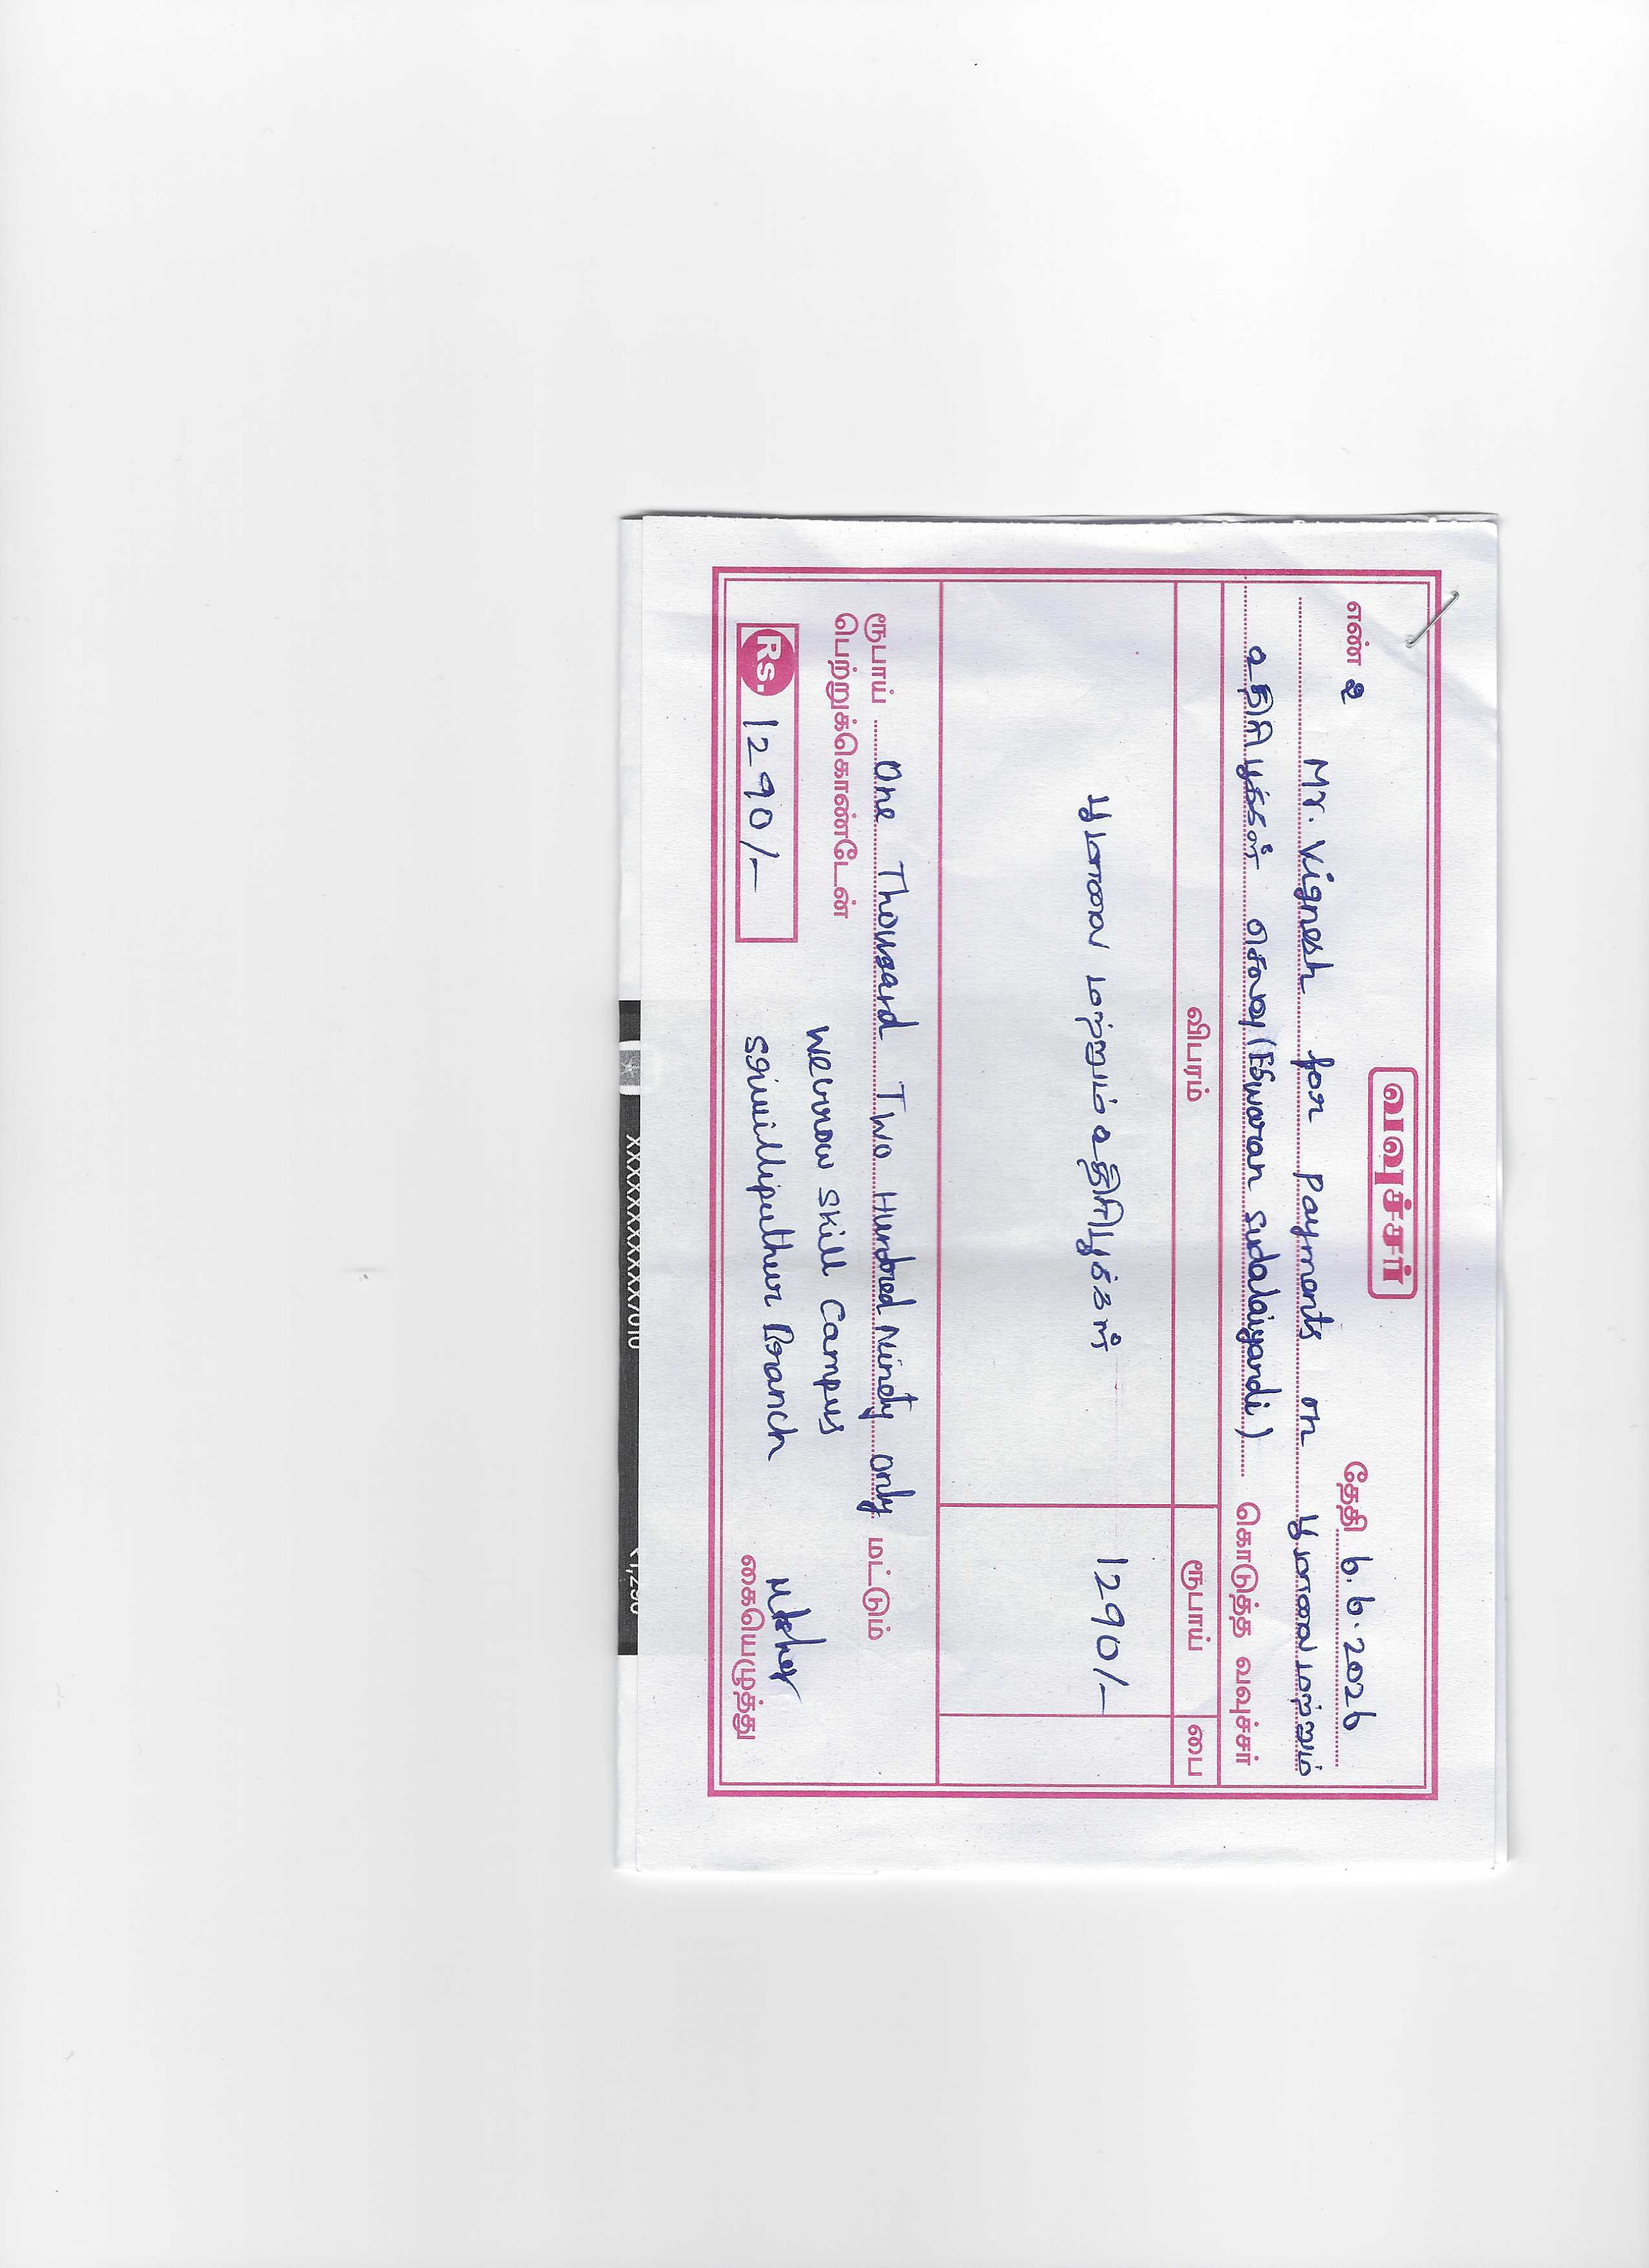 வவுச்சர்
எண் 2 தேதி 6.6.2026
Mr. Vignesh for Payments on பூமாலை மற்றும்
உதிரி பூக்கள் செலவு (Eswaran Sudalaiyandi) கொடுத்த வவுச்சர்
விபரம் ரூபாய் பை
பூமாலை மற்றும் உதிரிபூக்கள் 1290/-
ரூபாய் One Thousand Two Hundred Ninety only மட்டும்
பெற்றுக்கொண்டேன்
Wennow Skill Campus
Rs. 1290/- Srivilliputhur Branch
கையெழுத்து